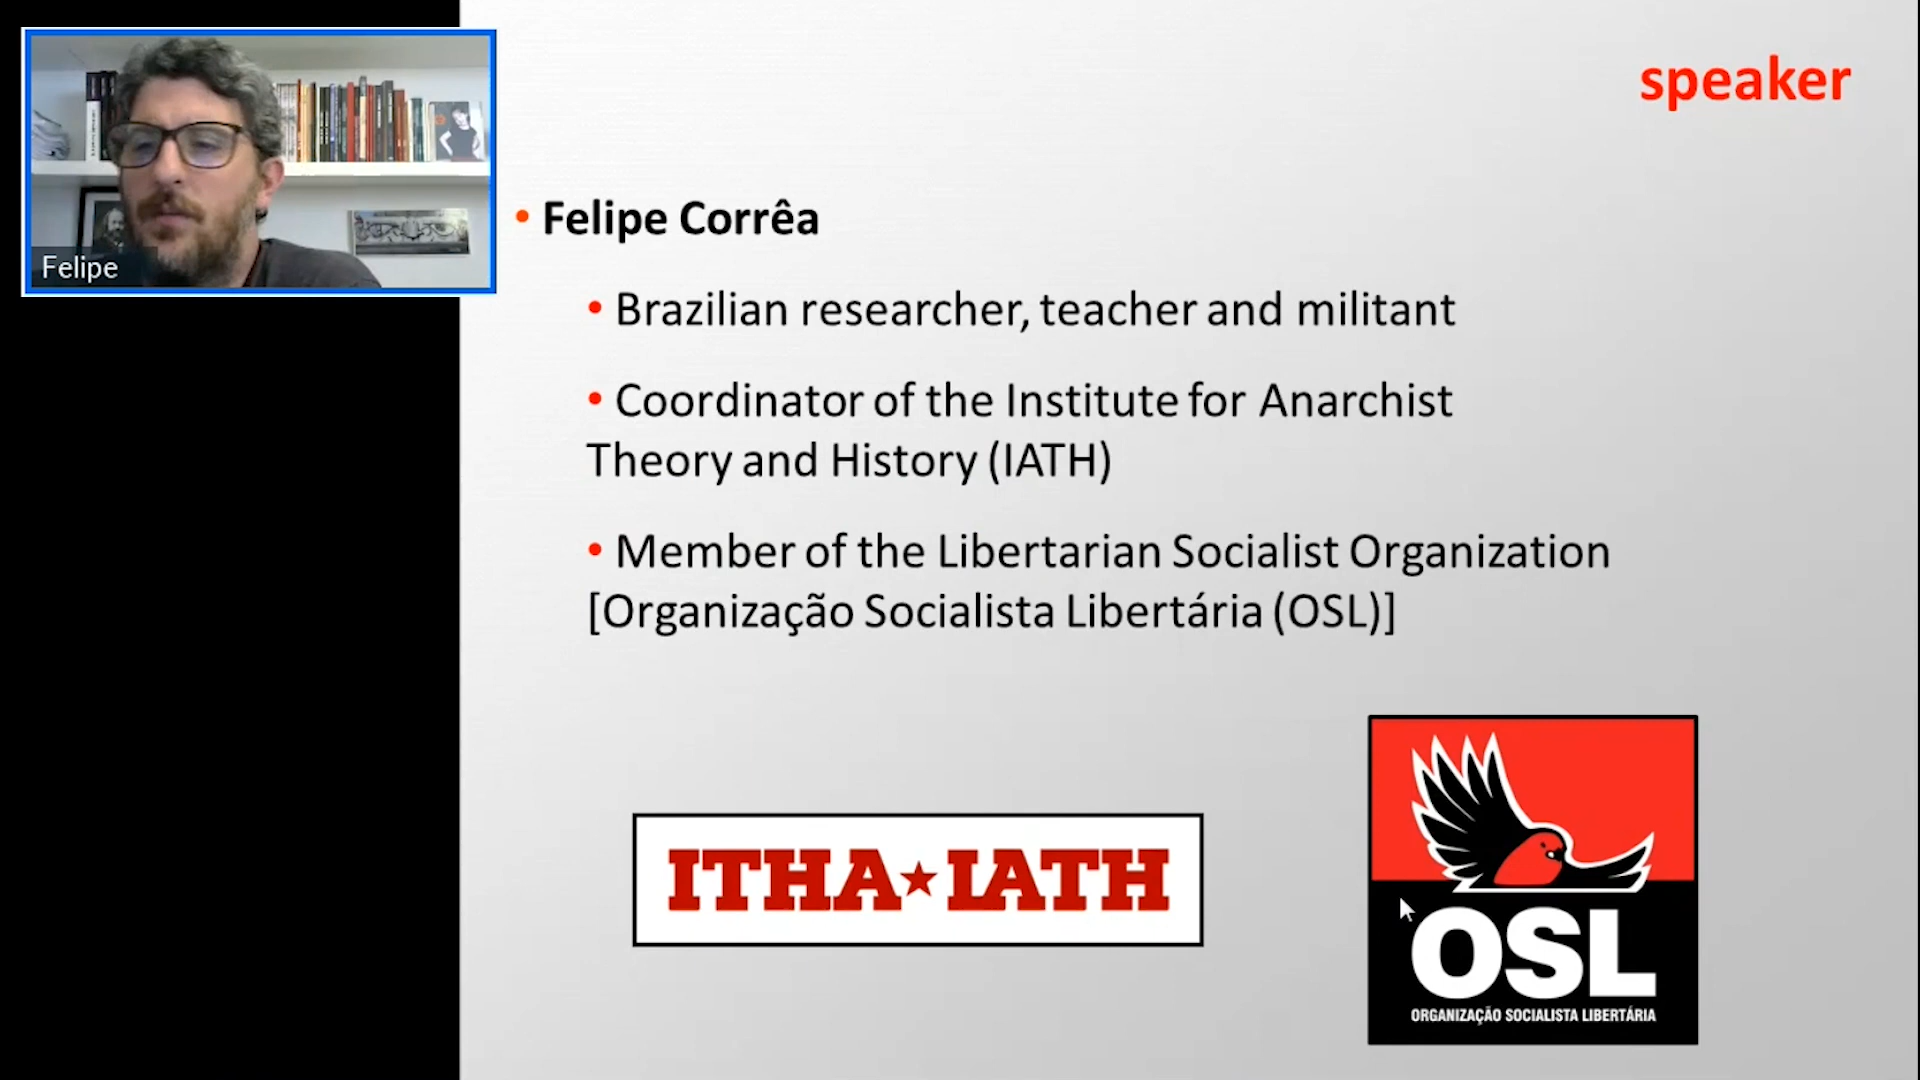 speaker
Felipe
• Felipe Corrêa
• Brazilian researcher, teacher and militant
• Coordinator of the Institute for Anarchist
Theory and History (IATH)
• Member of the Libertarian Socialist Organization
[Organização Socialista Libertária (OSL)]
ITHA★IATH
OSL
ORGANIZAÇÃO SOCIALISTA LIBERTÁRIA